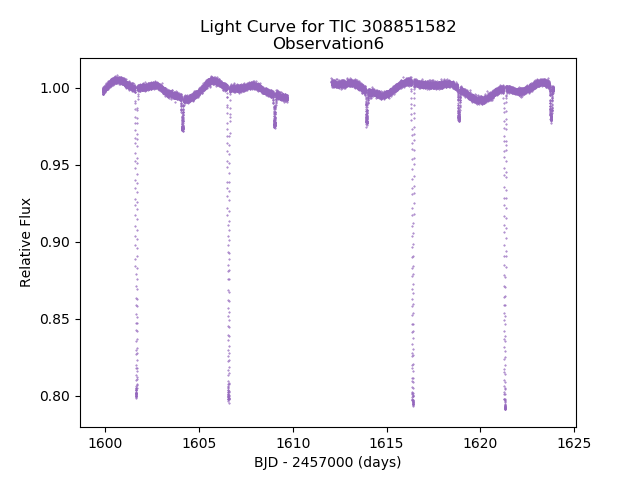 Light Curve for TIC 308851582
Observation6
1.00
0.95
0.90
0.85
0.80
Relative Flux
1600
1605
1610
1615
1620
1625
BJD - 2457000 (days)